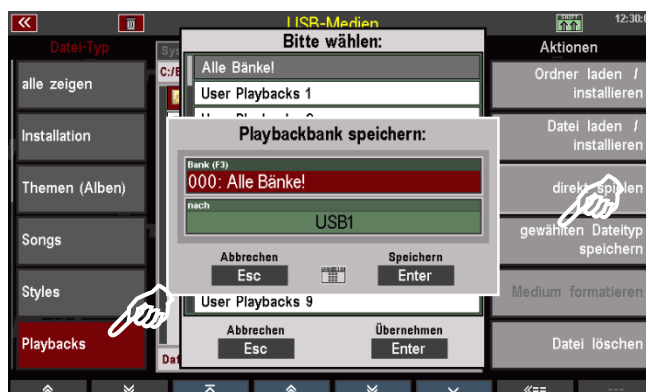 USB-Medien
12:30:
Datei-Typ
Bitte wählen:
Aktionen
Sys
alle zeigen
C:/E
Alle Bänke!
User Playbacks 1
Ordner laden /
installieren
Installation
Playbackbank speichern:
Datei laden /
installieren
Themen (Alben)
Bank (F3)
000: Alle Bänke!
direkt spielen
nach
USB1
Songs
gewählten Dateityp
speichern
Abbrechen
Speichern
Esc
Enter
Styles
User Playbacks 9
Medium formatieren
Playbacks
Abbrechen
Übernehmen
Esc
Enter
Dat
Datei löschen